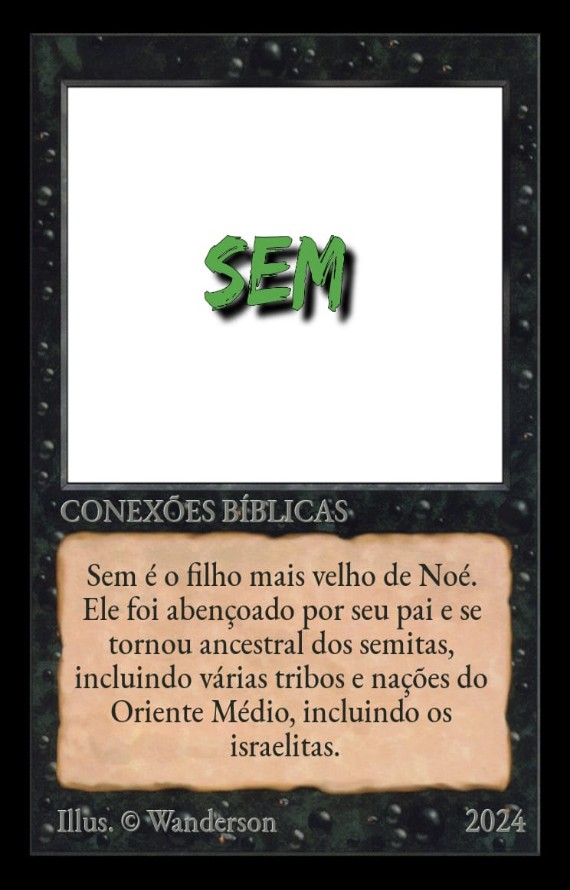 SEM
CONEXÕES BÍBLICAS
Sem é o filho mais velho de Noé.
Ele foi abençoado por seu pai e se
tornou ancestral dos semitas,
incluindo várias tribos e nações do
Oriente Médio, incluindo os
israelitas.
Illus. © Wanderson 2024